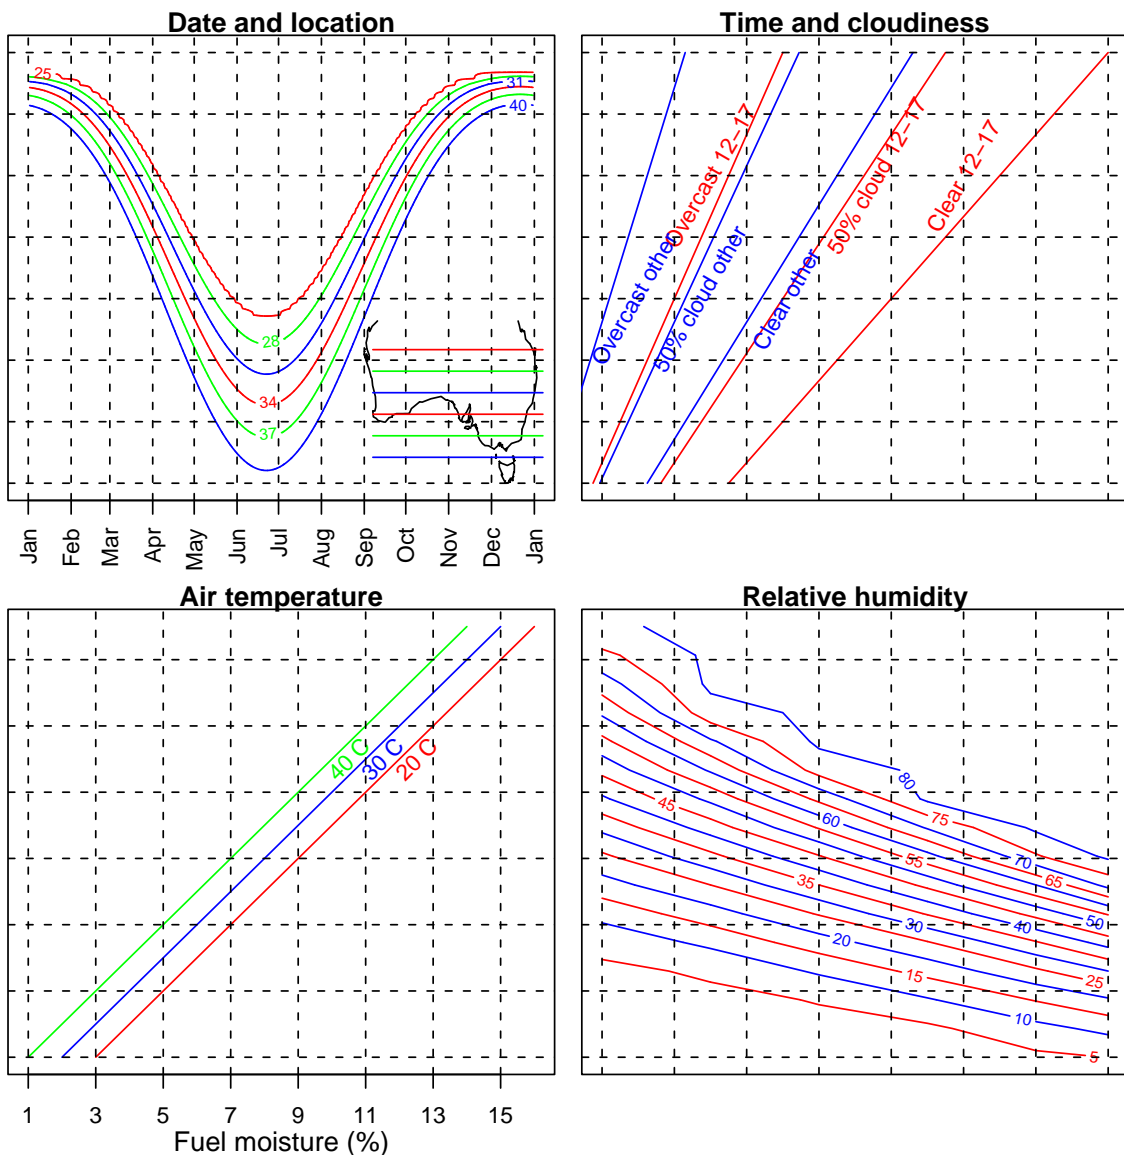 Date and location
25
31
40
28
34
37
Jan
Feb
Mar
Apr
May
Jun
Jul
Aug
Sep
Oct
Nov
Dec
Jan
Time and cloudiness
Overcast other
Overcast 12–17
50% cloud other
Clear other
50% cloud 12–17
Clear 12–17
Air temperature
40 C
30 C
20 C
1
3
5
7
9
11
13
15
Fuel moisture (%)
Relative humidity
80
45
60
75
55
70
35
65
30
40
50
20
15
25
10
5